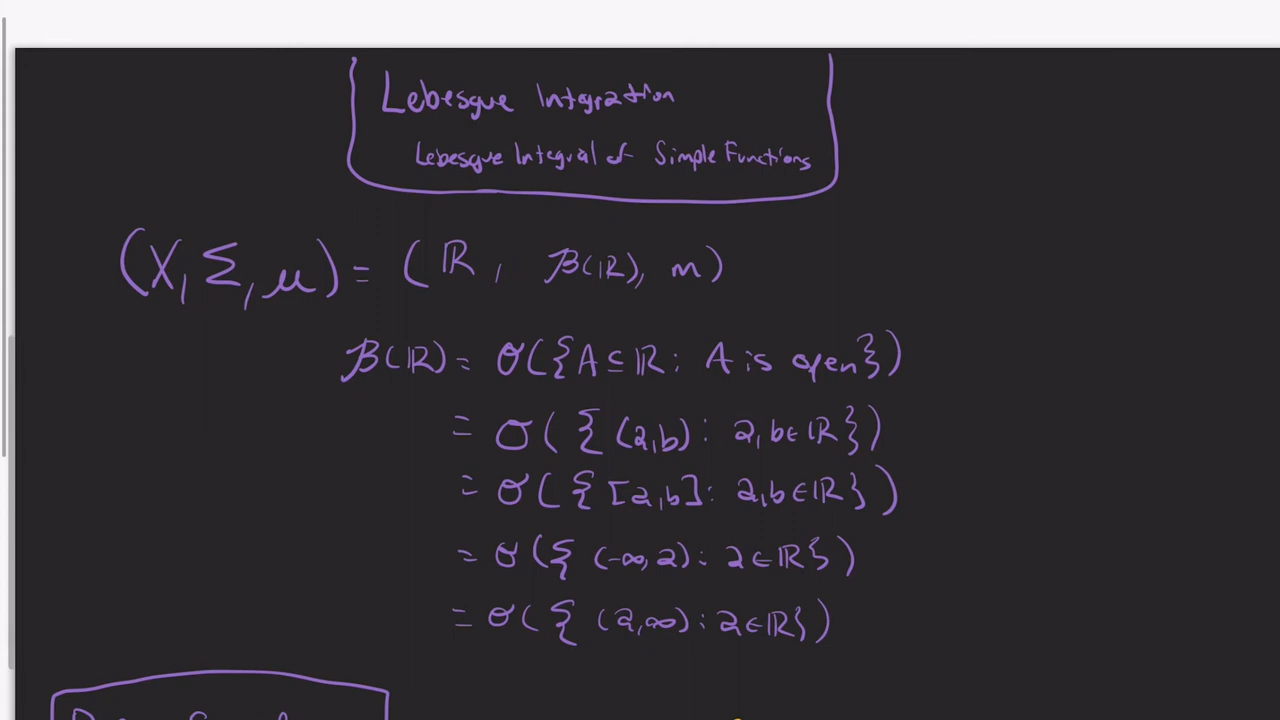 Lebesgue Integration
Lebesgue Integral of Simple Functions
(X, Σ, μ) = (ℝ, ℬ(ℝ), m)
ℬ(ℝ) = σ({A ⊆ ℝ : A is open})
= σ({(a,b) : a,b ∈ ℝ})
= σ({[a,b] : a,b ∈ ℝ})
= σ({(-∞,a) : a ∈ ℝ})
= σ({(a,∞) : a ∈ ℝ})